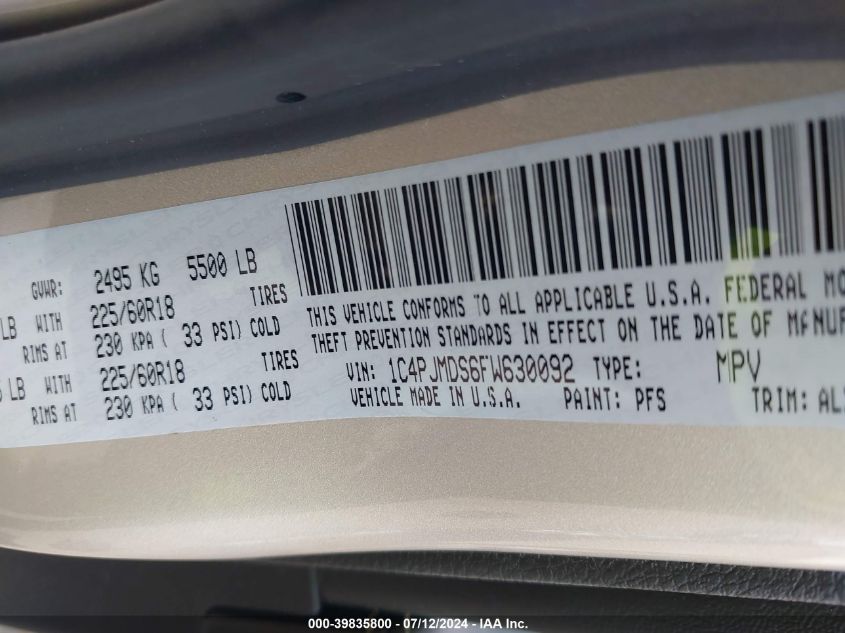 GVWR: 2495 KG 5500 LB
LB WITH 225/60R18 TIRES
RIMS AT 230 KPA ( 33 PSI) COLD
LB WITH 225/60R18 TIRES
RIMS AT 230 KPA ( 33 PSI) COLD
THIS VEHICLE CONFORMS TO ALL APPLICABLE U.S.A. FEDERAL MO
THEFT PREVENTION STANDARDS IN EFFECT ON THE DATE OF MANUF
VIN: 1C4PJMDS6FW630092 TYPE: MPV
VEHICLE MADE IN U.S.A. PAINT: PFS TRIM: AL
000-39835800 - 07/12/2024 - IAA Inc.